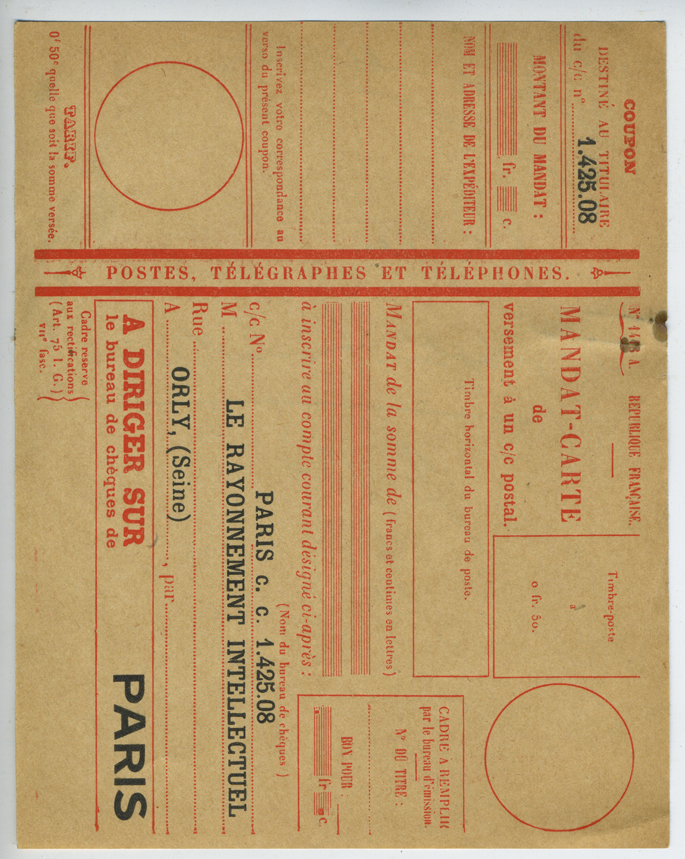 COUPON
DESTINÉ AU TITULAIRE
du c/c n° 1.425.08
MONTANT DU MANDAT :
fr. c.
NOM ET ADRESSE DE L'EXPÉDITEUR :
Inscrivez votre correspondance au
verso du présent coupon.
TARIF.
0f 50c quelle que soit la somme versée.
POSTES, TÉLÉGRAPHES ET TÉLÉPHONES.
N° A.
REPUBLIQUE FRANÇAISE.
MANDAT-CARTE
de
versement à un c/c postal.
Timbre-poste
à
0 fr. 50.
Timbre horizontal du bureau de poste.
MANDAT de la somme de (francs et centimes en lettres)
à inscrire au compte courant désigné ci-après :
CADRE A REMPLIR
par le bureau d'émission.
N° DU TITRE :
BON POUR
fr c.
(Nom du bureau de chèques)
c/c N° PARIS C. C. 1.425.08
M LE RAYONNEMENT INTELLECTUEL
Rue
A ORLY, (Seine) , par
A DIRIGER SUR
le bureau de chèques de
PARIS
Cadre reserve
aux rectifications
(Art. 75 I. G.)
VIIe fasc.